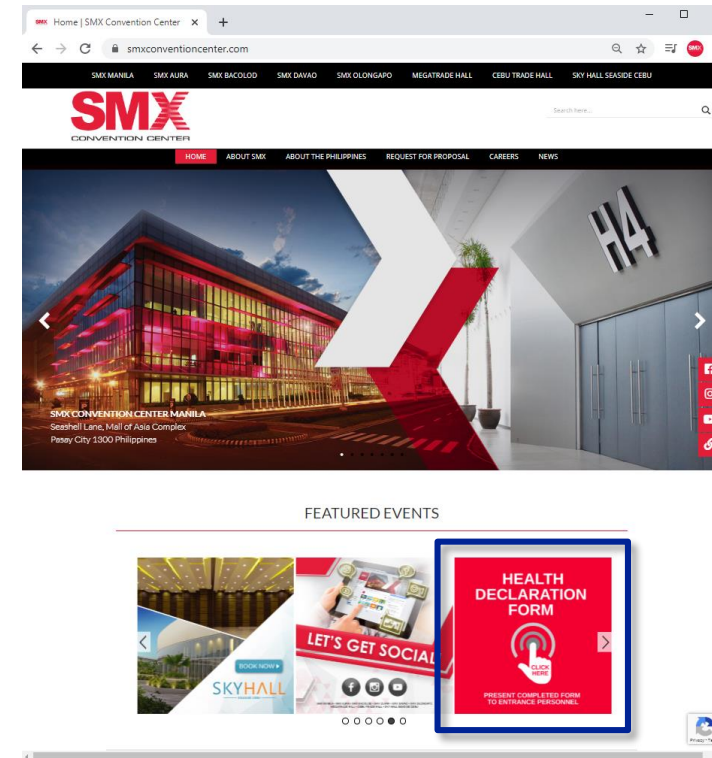 Home | SMX Convention Center
smxconventioncenter.com
SMX MANILA SMX AURA SMX BACOLOD SMX DAVAO SMX OLONGAPO MEGATRADE HALL CEBU TRADE HALL SKY HALL SEASIDE CEBU
SMX
CONVENTION CENTER
Search here...
HOME ABOUT SMX ABOUT THE PHILIPPINES REQUEST FOR PROPOSAL CAREERS NEWS
H4
SMX CONVENTION CENTER MANILA
Seashell Lane, Mall of Asia Complex
Pasay City 1300 Philippines
FEATURED EVENTS
BOOK NOW
SKYHALL
LET'S GET SOCIAL
HEALTH
DECLARATION
FORM
CLICK
HERE
PRESENT COMPLETED FORM
TO ENTRANCE PERSONNEL